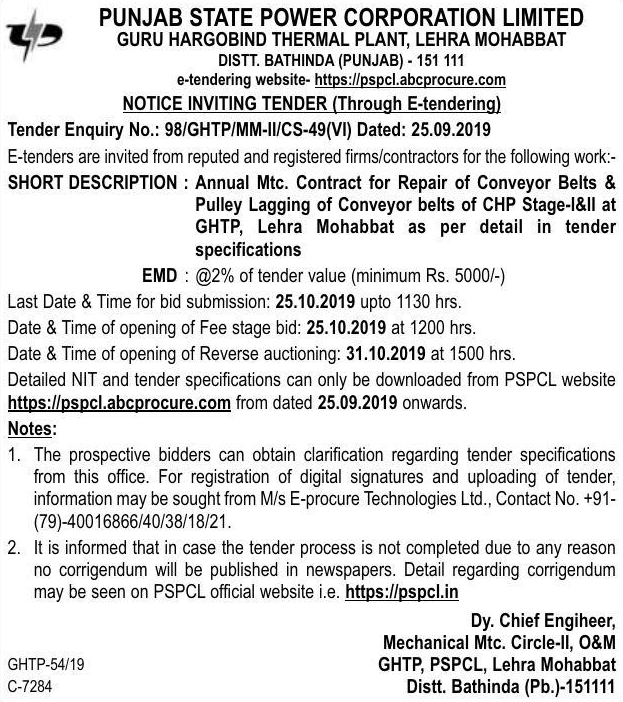 PUNJAB STATE POWER CORPORATION LIMITED
GURU HARGOBIND THERMAL PLANT, LEHRA MOHABBAT
DISTT. BATHINDA (PUNJAB) - 151 111
e-tendering website- https://pspcl.abcprocure.com
NOTICE INVITING TENDER (Through E-tendering)
Tender Enquiry No.: 98/GHTP/MM-II/CS-49(VI) Dated: 25.09.2019
E-tenders are invited from reputed and registered firms/contractors for the following work:-
SHORT DESCRIPTION : Annual Mtc. Contract for Repair of Conveyor Belts &
Pulley Lagging of Conveyor belts of CHP Stage-I&II at
GHTP, Lehra Mohabbat as per detail in tender
specifications
EMD : @2% of tender value (minimum Rs. 5000/-)
Last Date & Time for bid submission: 25.10.2019 upto 1130 hrs.
Date & Time of opening of Fee stage bid: 25.10.2019 at 1200 hrs.
Date & Time of opening of Reverse auctioning: 31.10.2019 at 1500 hrs.
Detailed NIT and tender specifications can only be downloaded from PSPCL website
https://pspcl.abcprocure.com from dated 25.09.2019 onwards.
Notes:
1. The prospective bidders can obtain clarification regarding tender specifications
from this office. For registration of digital signatures and uploading of tender,
information may be sought from M/s E-procure Technologies Ltd., Contact No. +91-
(79)-40016866/40/38/18/21.
2. It is informed that in case the tender process is not completed due to any reason
no corrigendum will be published in newspapers. Detail regarding corrigendum
may be seen on PSPCL official website i.e. https://pspcl.in
Dy. Chief Engiheer,
Mechanical Mtc. Circle-II, O&M
GHTP-54/19 GHTP, PSPCL, Lehra Mohabbat
C-7284 Distt. Bathinda (Pb.)-151111